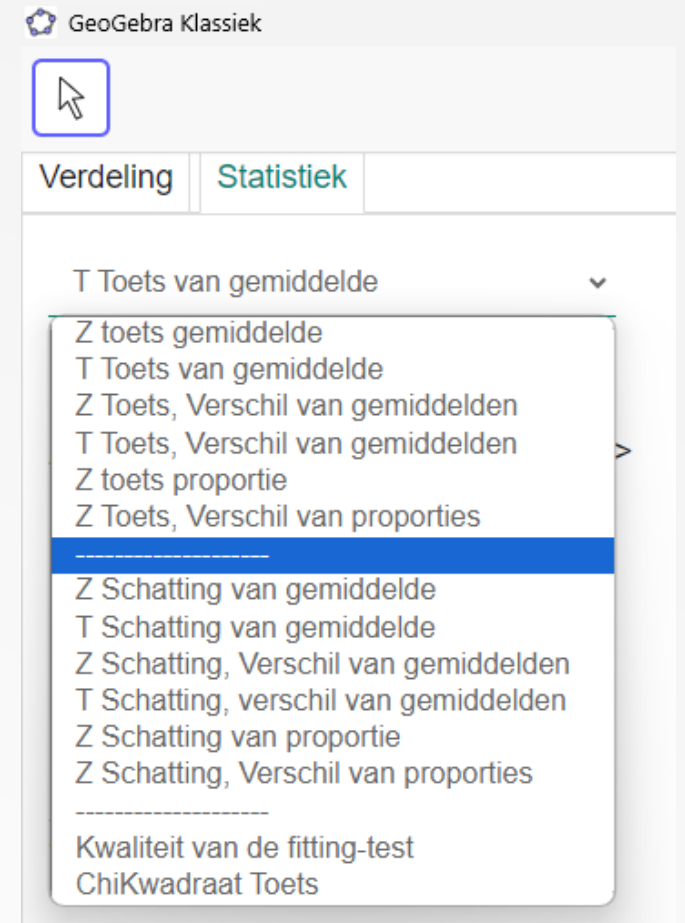 GeoGebra Klassiek
Verdeling Statistiek
T Toets van gemiddelde
Z toets gemiddelde
T Toets van gemiddelde
Z Toets, Verschil van gemiddelden
T Toets, Verschil van gemiddelden
>
Z toets proportie
Z Toets, Verschil van proporties
--------------------
Z Schatting van gemiddelde
T Schatting van gemiddelde
Z Schatting, Verschil van gemiddelden
T Schatting, verschil van gemiddelden
Z Schatting van proportie
Z Schatting, Verschil van proporties
--------------------
Kwaliteit van de fitting-test
ChiKwadraat Toets